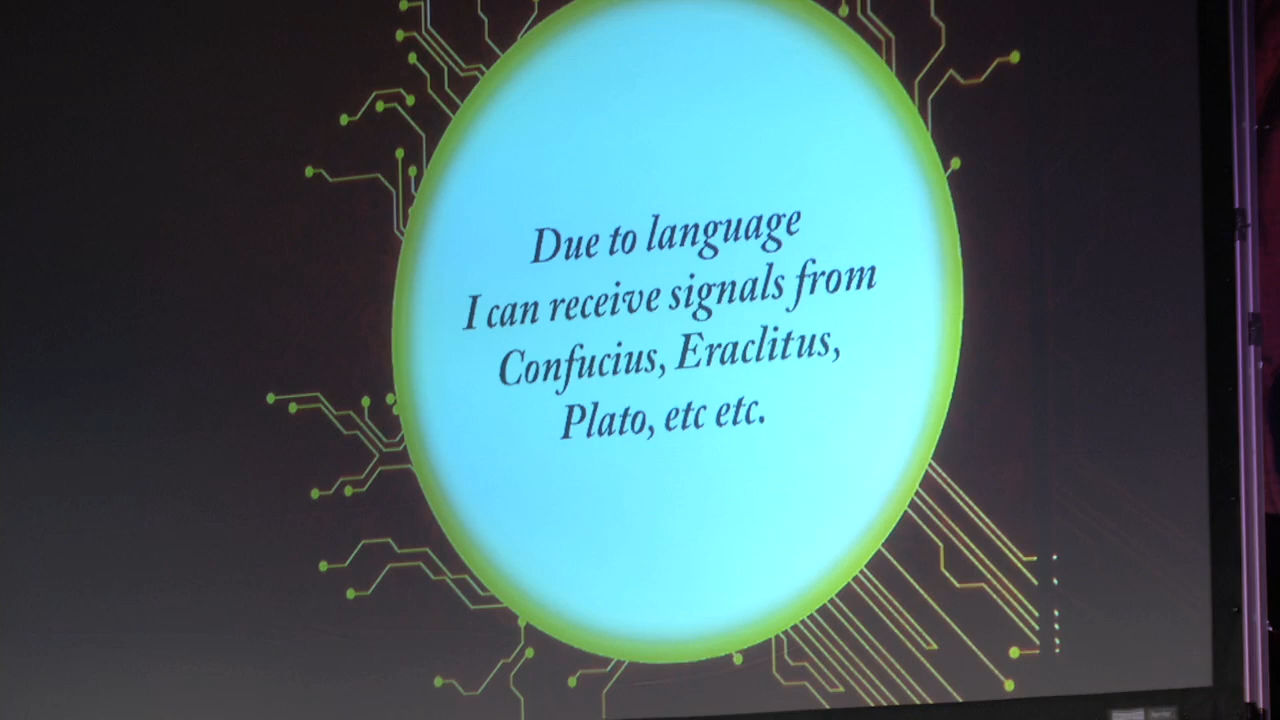 Due to language
I can receive signals from
Confucius, Eraclitus,
Plato, etc etc.